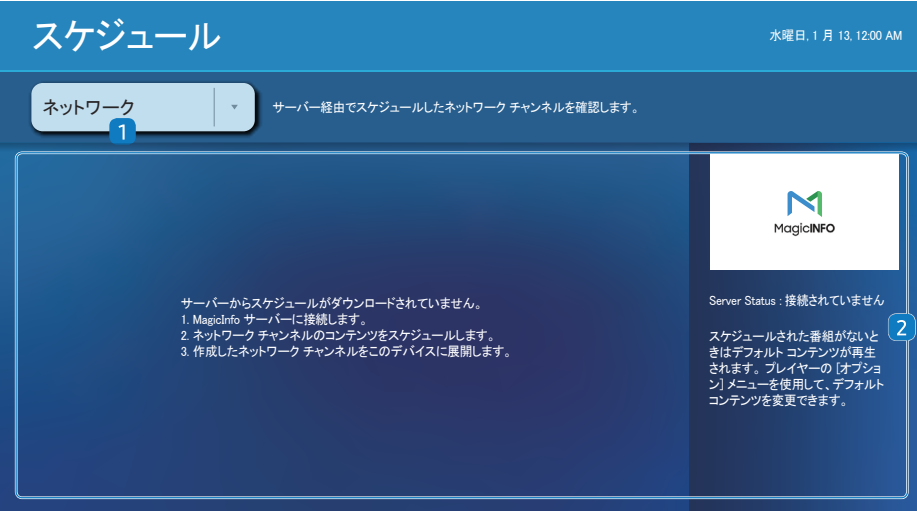 スケジュール
水曜日, 1 月 13, 12:00 AM
ネットワーク
サーバー経由でスケジュールしたネットワーク チャンネルを確認します。
1
MagicINFO
サーバーからスケジュールがダウンロードされていません。
1. MagicInfo サーバーに接続します。
2. ネットワーク チャンネルのコンテンツをスケジュールします。
3. 作成したネットワーク チャンネルをこのデバイスに展開します。
Server Status : 接続されていません
2
スケジュールされた番組がないと
きはデフォルト コンテンツが再生
されます。プレイヤーの [オプショ
ン] メニューを使用して、デフォルト
コンテンツを変更できます。